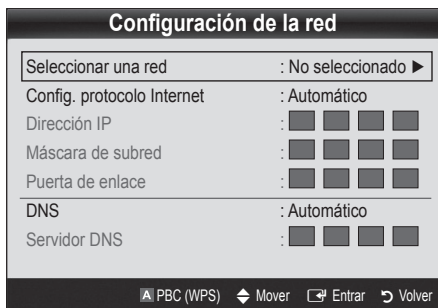 Configuración de la red
Seleccionar una red : No seleccionado ►
Config. protocolo Internet : Automático
Dirección IP :
Máscara de subred :
Puerta de enlace :
DNS : Automático
Servidor DNS :
A PBC (WPS) Mover Entrar Volver